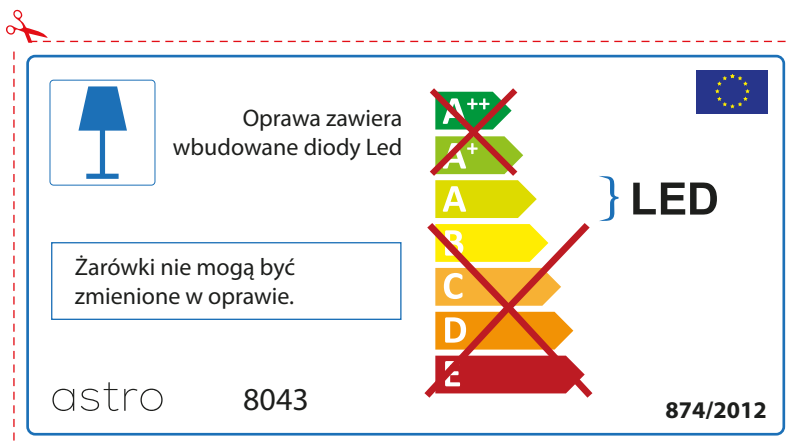 Oprawa zawiera
wbudowane diody Led
A++
A+
A
B
C
D
E
LED
Żarówki nie mogą być
zmienione w oprawie.
astro 8043
874/2012